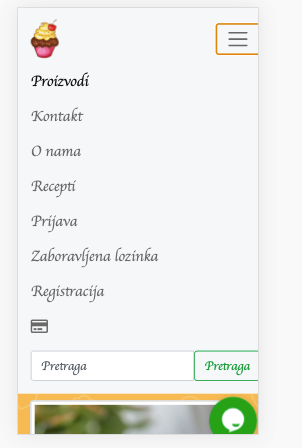 Proizvodi
Kontakt
O nama
Recepti
Prijava
Zaboravljena lozinka
Registracija
Pretraga Pretraga